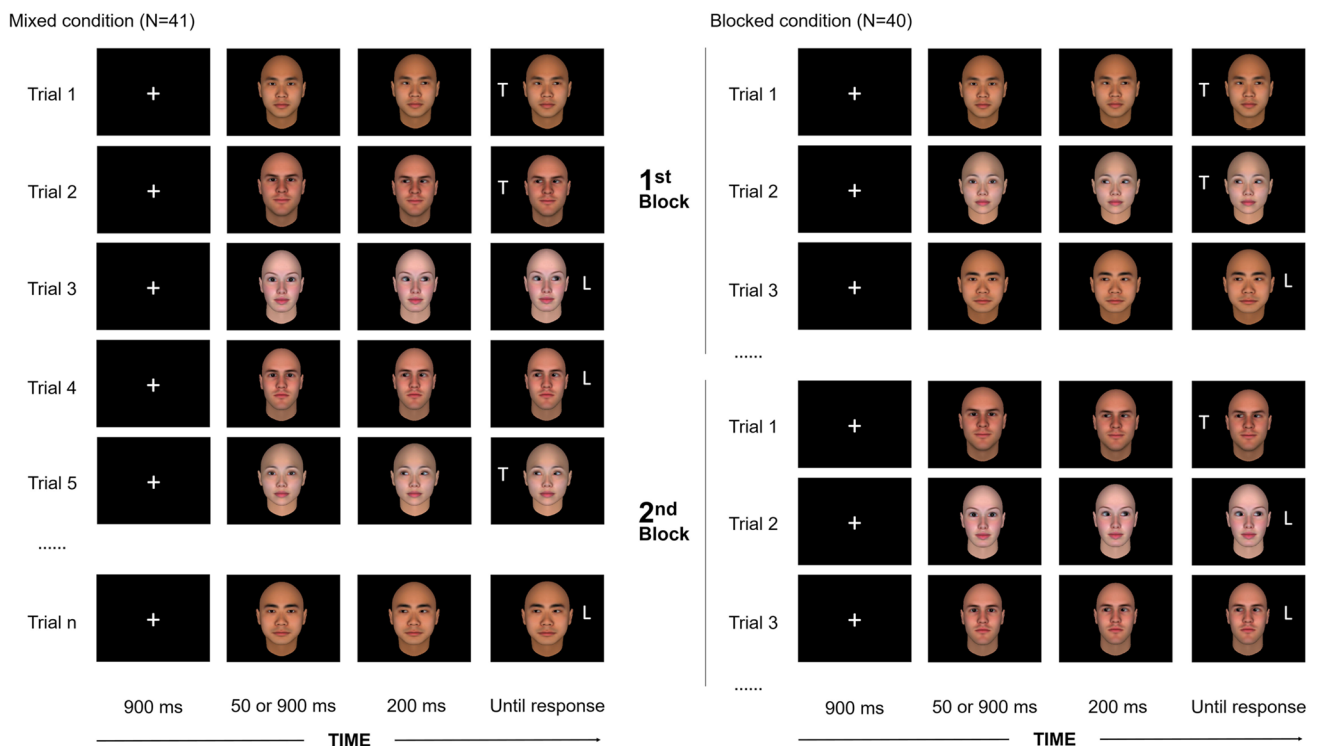 Mixed condition (N=41)
Trial 1
T
Trial 2
T
Trial 3
L
Trial 4
L
Trial 5
T
......
Trial n
L
900 ms
50 or 900 ms
200 ms
Until response
TIME
Blocked condition (N=40)
1st
Block
Trial 1
T
Trial 2
T
Trial 3
L
......
2nd
Block
Trial 1
T
Trial 2
L
Trial 3
L
......
900 ms
50 or 900 ms
200 ms
Until response
TIME